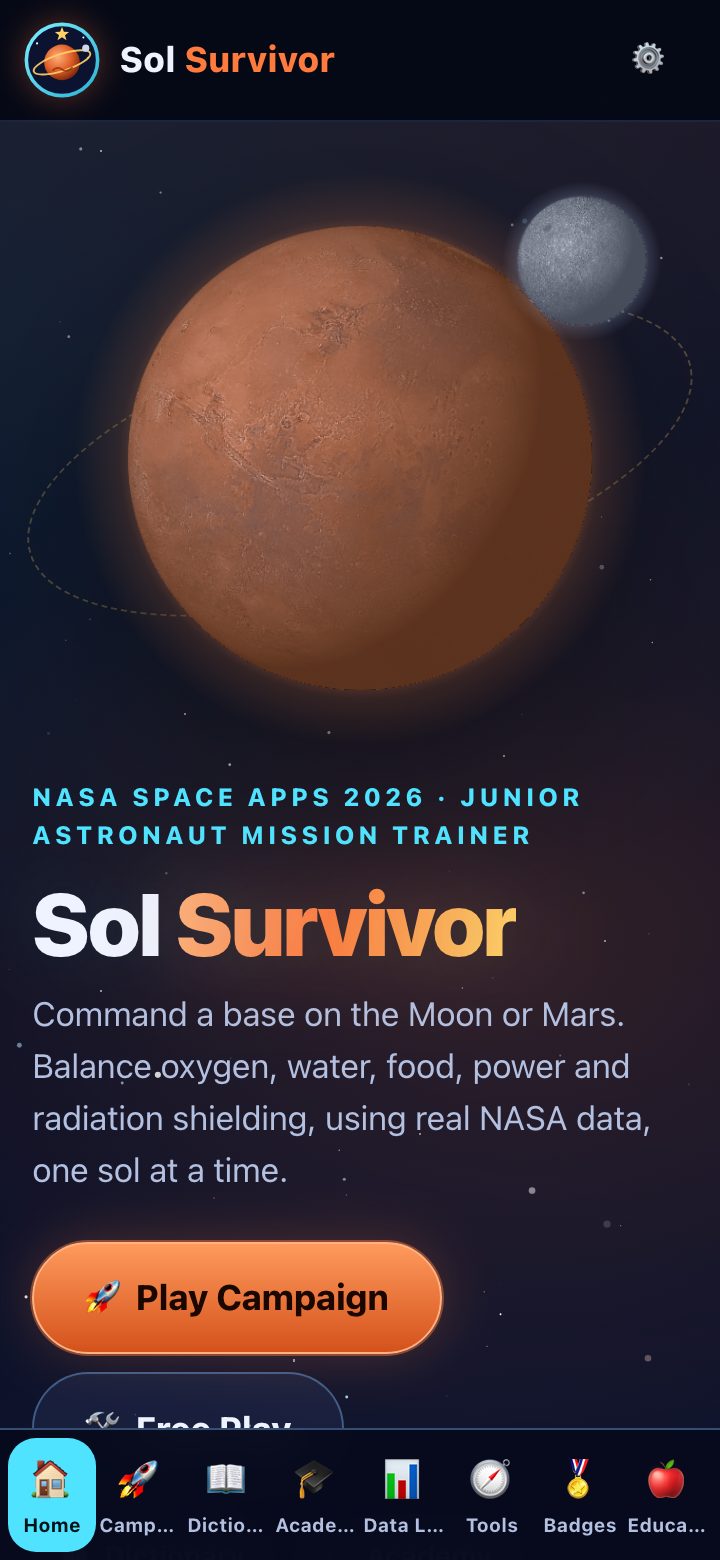 Sol Survivor
NASA SPACE APPS 2026 · JUNIOR
ASTRONAUT MISSION TRAINER
Sol Survivor
Command a base on the Moon or Mars.
Balance oxygen, water, food, power and
radiation shielding, using real NASA data,
one sol at a time.
Play Campaign
Free Play
Home Camp... Dictio... Acade... Data L... Tools Badges Educa...